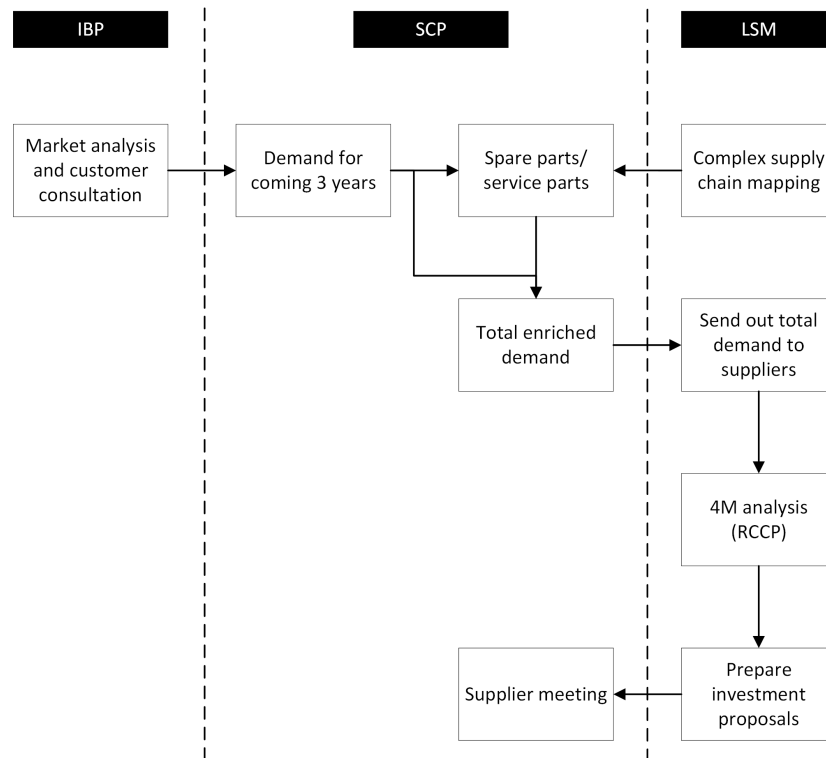 IBP
SCP
LSM
Market analysis
and customer
consultation
Demand for
coming 3 years
Spare parts/
service parts
Complex supply
chain mapping
Total enriched
demand
Send out total
demand to
suppliers
4M analysis
(RCCP)
Supplier meeting
Prepare
investment
proposals